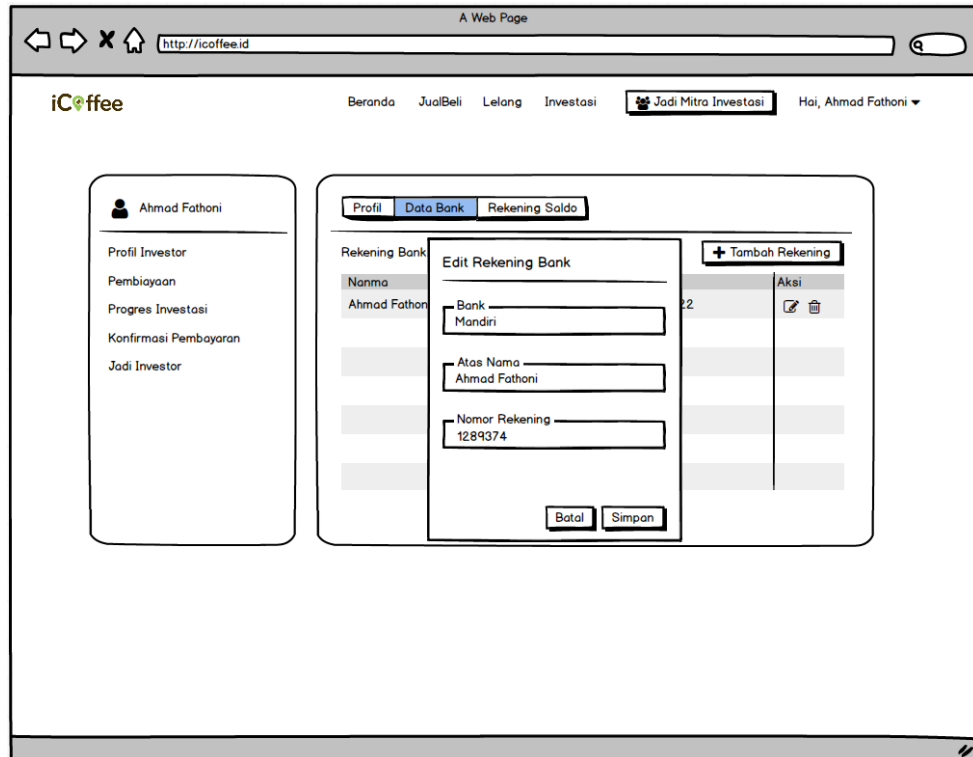 A Web Page
http://icoffee.id
iCoffee
Beranda JualBeli Lelang Investasi Jadi Mitra Investasi Hai, Ahmad Fathoni
Ahmad Fathoni
Profil Investor
Pembiayaan
Progres Investasi
Konfirmasi Pembayaran
Jadi Investor
Profil Data Bank Rekening Saldo
Rekening Bank
Tambah Rekening
Nanma Aksi
Ahmad Fathon 22
Edit Rekening Bank
Bank
Mandiri
Atas Nama
Ahmad Fathoni
Nomor Rekening
1289374
Batal Simpan